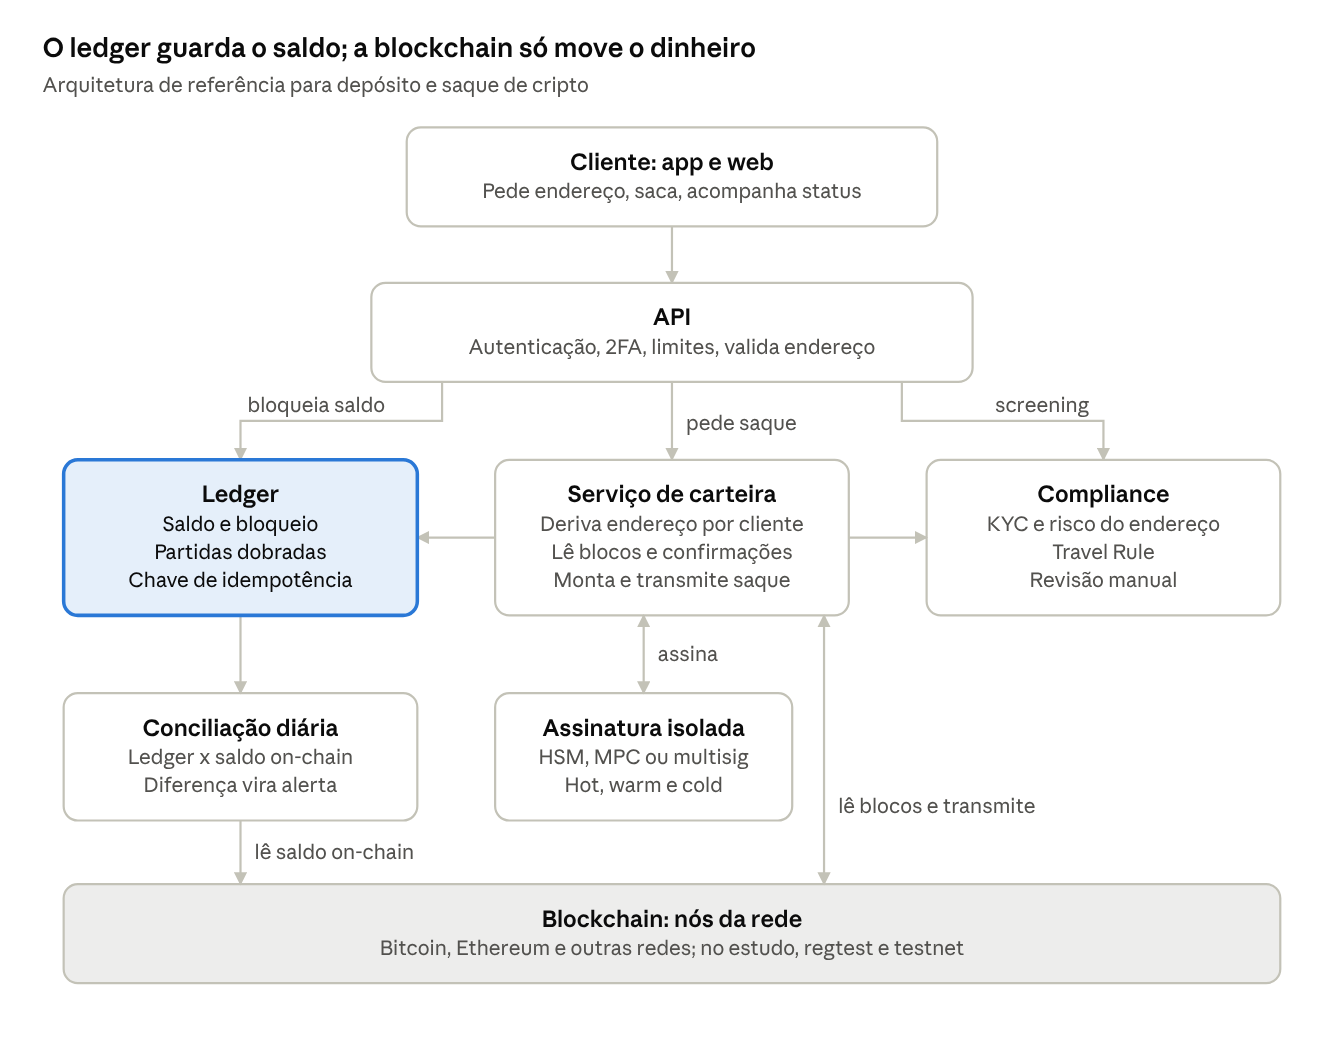 O ledger guarda o saldo; a blockchain só move o dinheiro
Arquitetura de referência para depósito e saque de cripto
Cliente: app e web
Pede endereço, saca, acompanha status
API
Autenticação, 2FA, limites, valida endereço
bloqueia saldo
pede saque
screening
Ledger
Saldo e bloqueio
Partidas dobradas
Chave de idempotência
Serviço de carteira
Deriva endereço por cliente
Lê blocos e confirmações
Monta e transmite saque
Compliance
KYC e risco do endereço
Travel Rule
Revisão manual
assina
Conciliação diária
Ledger x saldo on-chain
Diferença vira alerta
Assinatura isolada
HSM, MPC ou multisig
Hot, warm e cold
lê blocos e transmite
lê saldo on-chain
Blockchain: nós da rede
Bitcoin, Ethereum e outras redes; no estudo, regtest e testnet